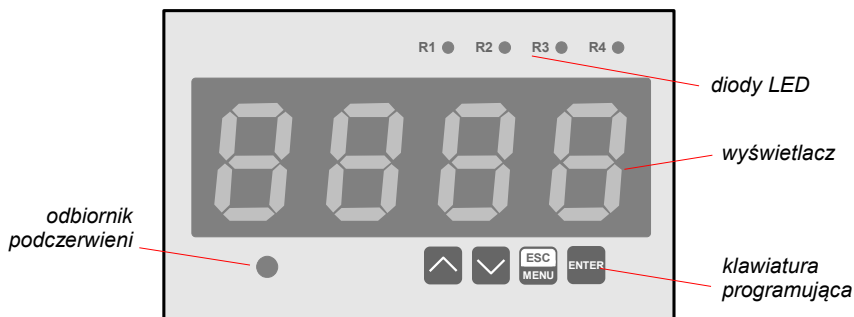 R1 R2 R3 R4
diody LED
wyświetlacz
odbiornik
podczerwieni
ESC
MENU
ENTER
klawiatura
programująca